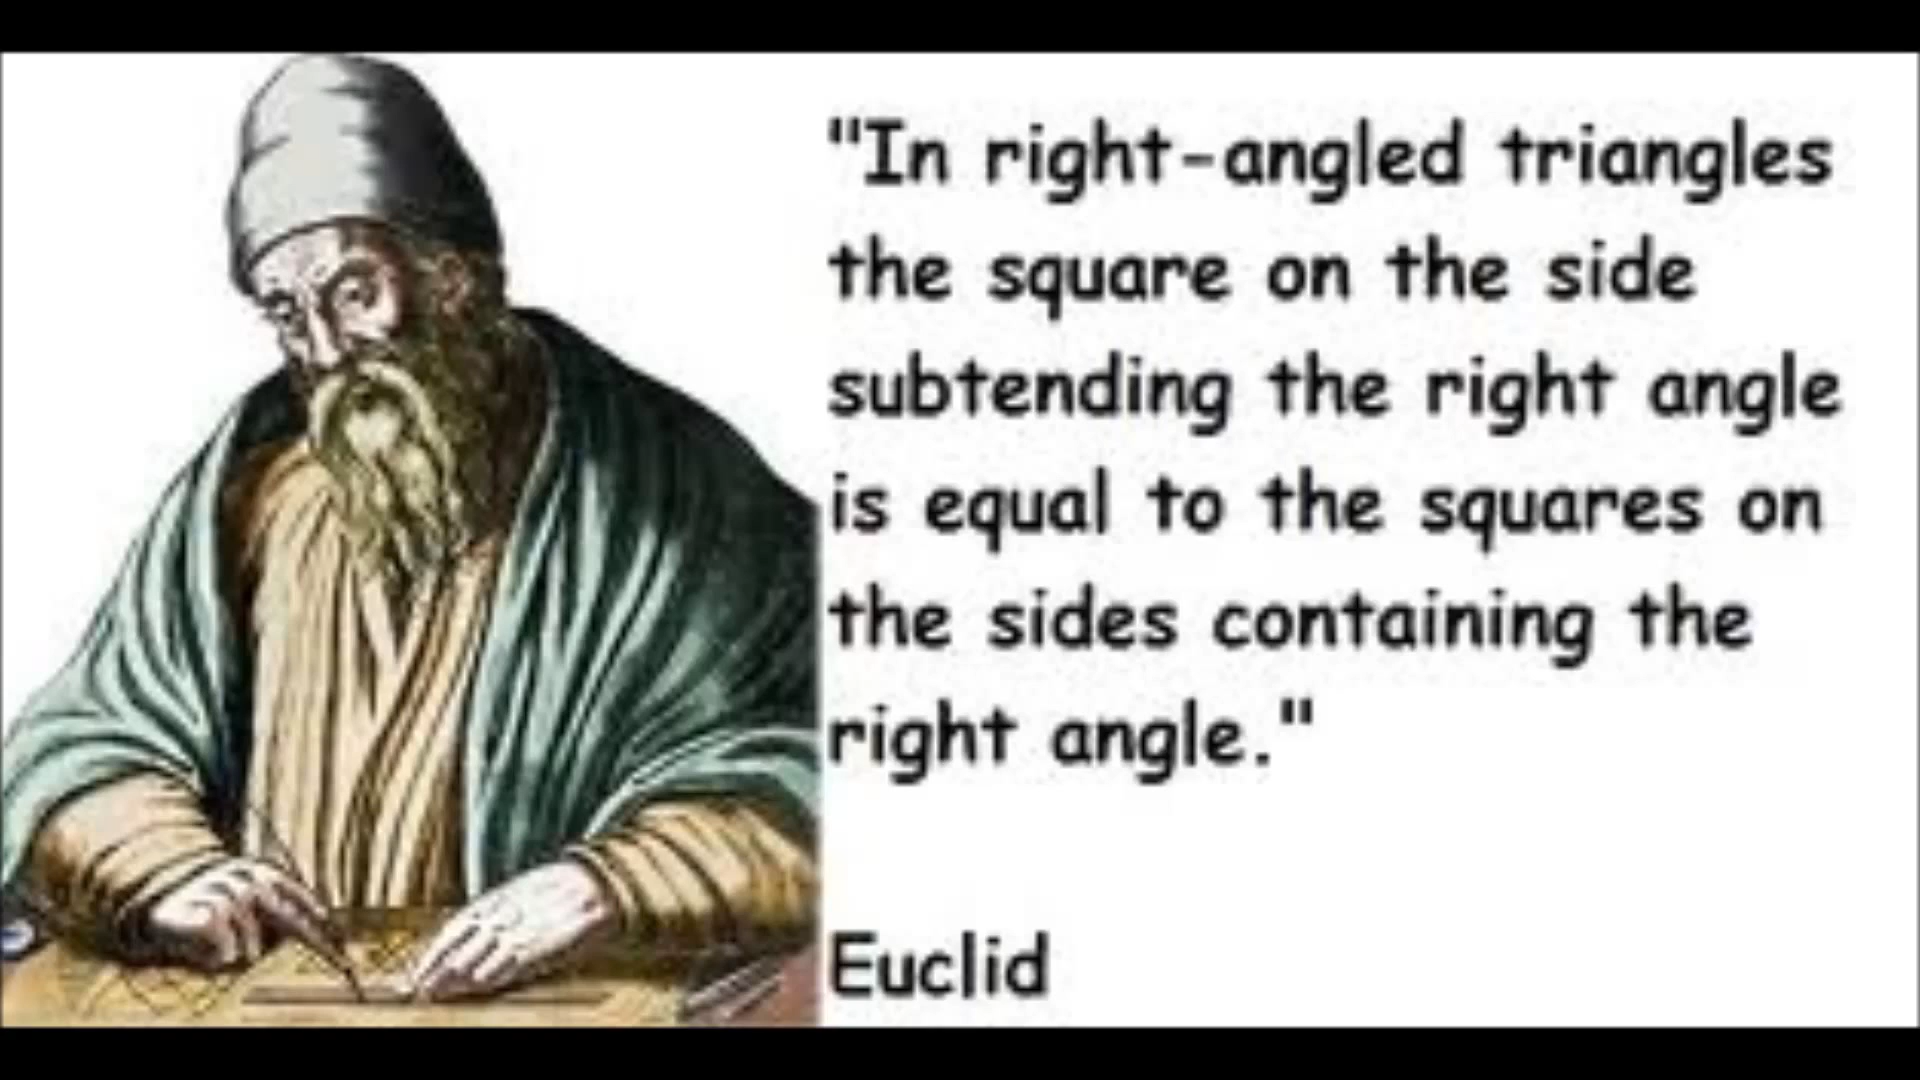 "In right-angled triangles
the square on the side
subtending the right angle
is equal to the squares on
the sides containing the
right angle."
Euclid